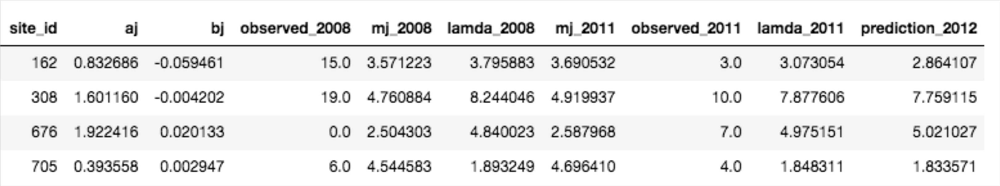 site_id aj bj observed_2008 mj_2008 lamda_2008 mj_2011 observed_2011 lamda_2011 prediction_2012
162 0.832686 -0.059461 15.0 3.571223 3.795883 3.690532 3.0 3.073054 2.864107
308 1.601160 -0.004202 19.0 4.760884 8.244046 4.919937 10.0 7.877606 7.759115
676 1.922416 0.020133 0.0 2.504303 4.840023 2.587968 7.0 4.975151 5.021027
705 0.393558 0.002947 6.0 4.544583 1.893249 4.696410 4.0 1.848311 1.833571